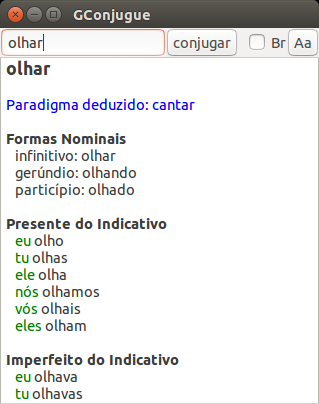 GConjugue
olhar conjugar Br Aa
olhar
Paradigma deduzido: cantar
Formas Nominais
infinitivo: olhar
gerúndio: olhando
particípio: olhado
Presente do Indicativo
eu olho
tu olhas
ele olha
nós olhamos
vós olhais
eles olham
Imperfeito do Indicativo
eu olhava
tu olhavas